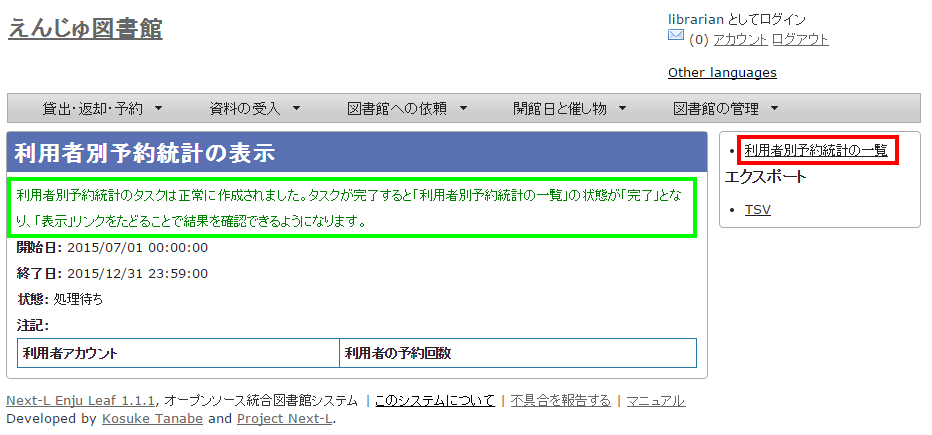 えんじゅ図書館
librarian としてログイン
(0) アカウント ログアウト
Other languages
貸出・返却・予約 ▼ 資料の受入 ▼ 図書館への依頼 ▼ 開館日と催し物 ▼ 図書館の管理 ▼
利用者別予約統計の表示
利用者別予約統計のタスクは正常に作成されました。タスクが完了すると「利用者別予約統計の一覧」の状態が「完了」とな
り、「表示」リンクをたどることで結果を確認できるようになります。
開始日: 2015/07/01 00:00:00
終了日: 2015/12/31 23:59:00
状態: 処理待ち
注記:
利用者アカウント 利用者の予約回数
• 利用者別予約統計の一覧
エクスポート
• TSV
Next-L Enju Leaf 1.1.1, オープンソース統合図書館システム | このシステムについて | 不具合を報告する | マニュアル
Developed by Kosuke Tanabe and Project Next-L.